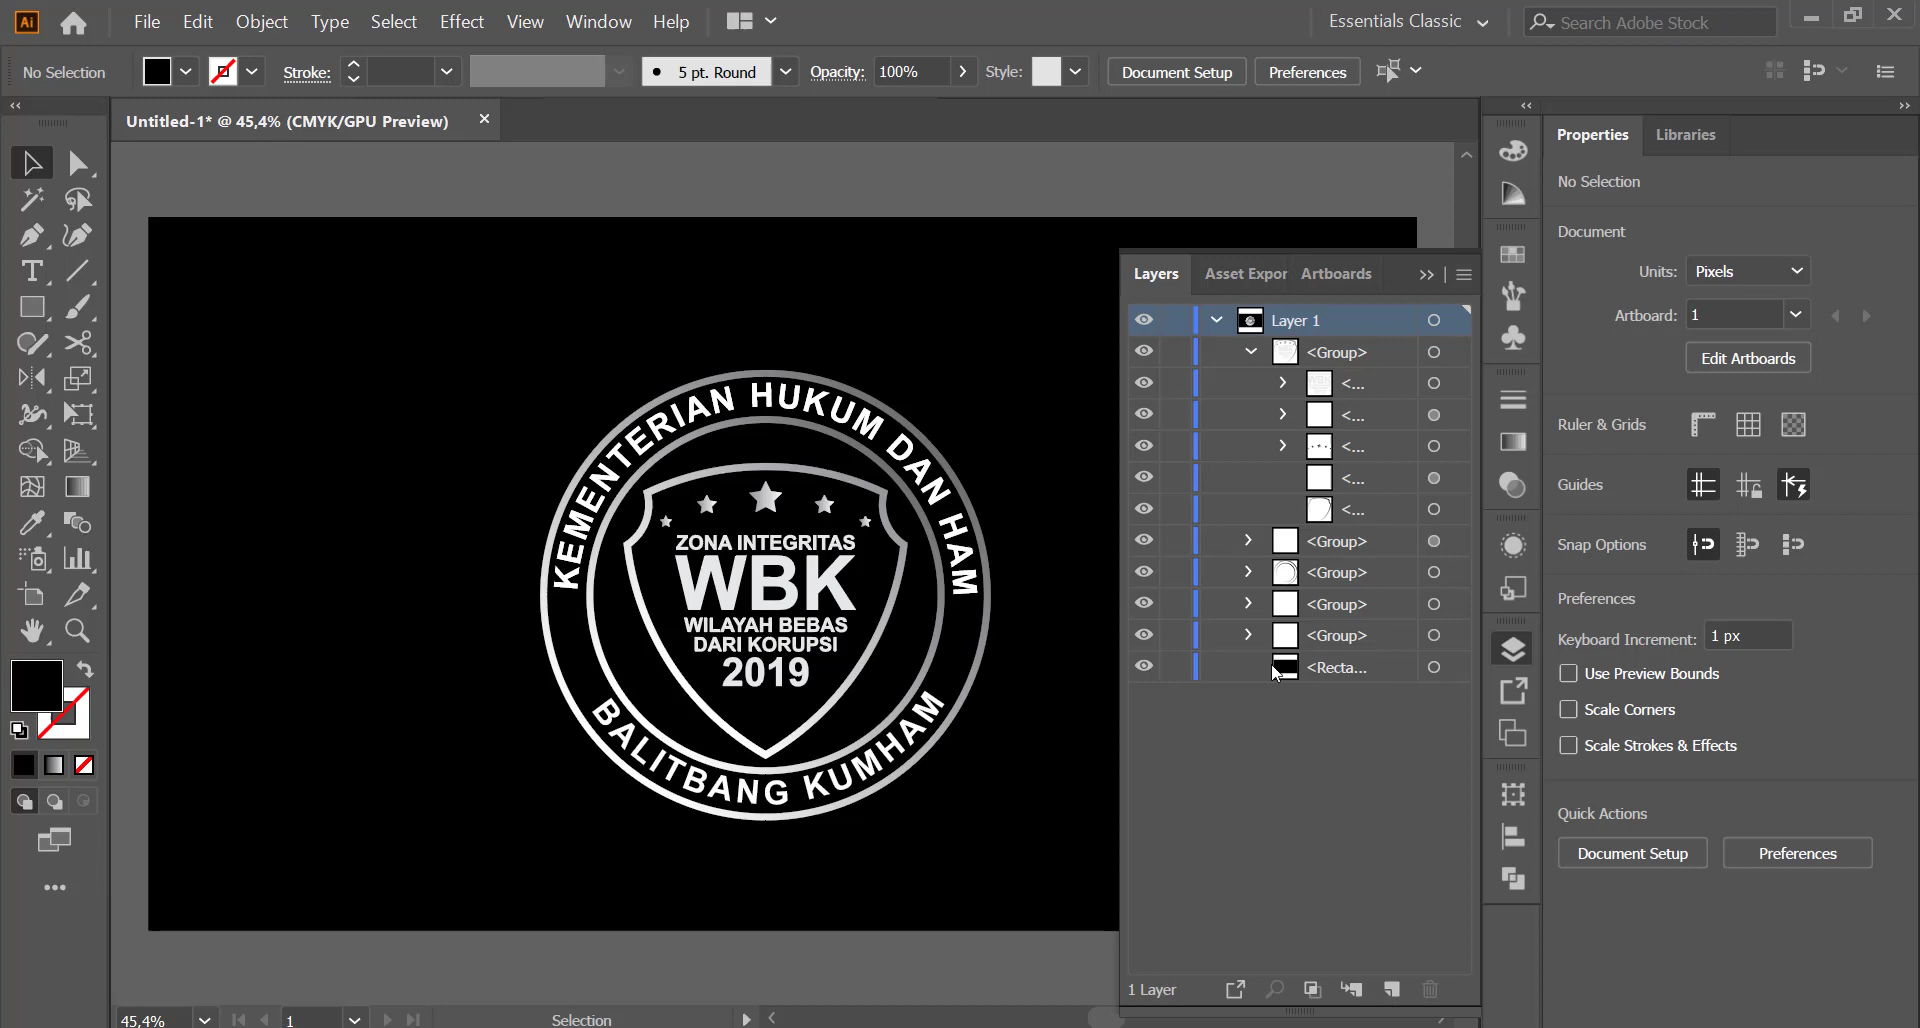 Ai File Edit Object Type Select Effect View Window Help Essentials Classic Search Adobe Stock
No Selection Stroke: 5 pt. Round Opacity: 100% Style: Document Setup Preferences
Untitled-1* @ 45,4% (CMYK/GPU Preview)
KEMENTERIAN HUKUM DAN HAM
ZONA INTEGRITAS
WBK
WILAYAH BEBAS
DARI KORUPSI
2019
BALITBANG KUMHAM
Layers Asset Expor Artboards
Layer 1
<Group>
<...
<...
<...
<...
<...
<Group>
<Group>
<Group>
<Group>
<Recta...
1 Layer
Properties Libraries
No Selection
Document
Units: Pixels
Artboard: 1
Edit Artboards
Ruler & Grids
Guides
Snap Options
Preferences
Keyboard Increment: 1 px
Use Preview Bounds
Scale Corners
Scale Strokes & Effects
Quick Actions
Document Setup Preferences
45,4% 1 Selection